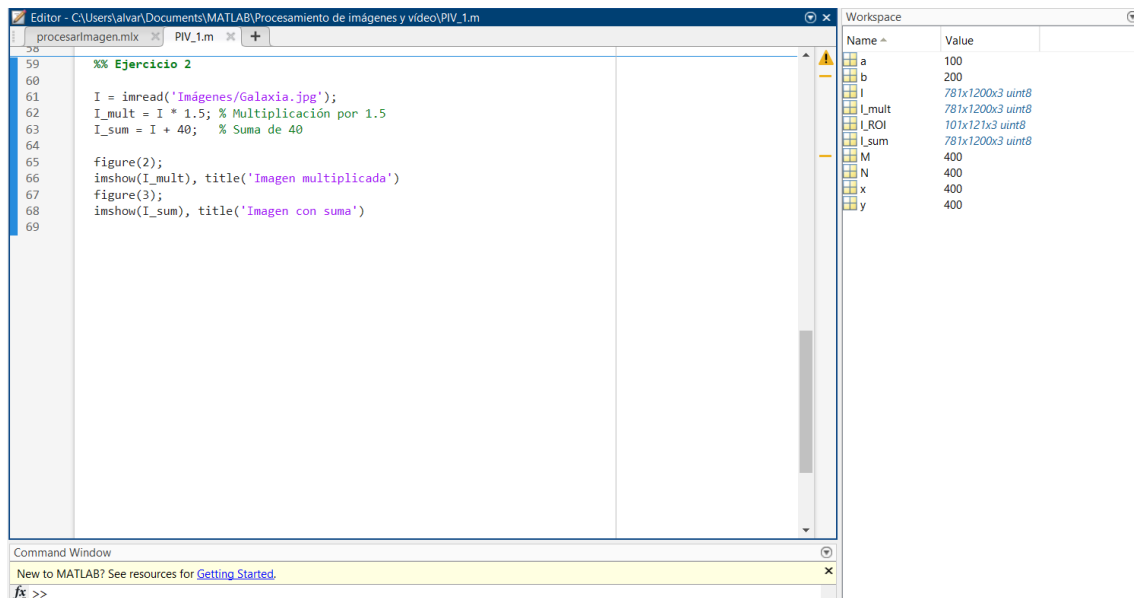 Editor - C:\Users\alvar\Documents\MATLAB\Procesamiento de imágenes y vídeo\PIV_1.m
procesarImagen.mlx PIV_1.m
58
59 %% Ejercicio 2
60
61 I = imread('Imágenes/Galaxia.jpg');
62 I_mult = I * 1.5; % Multiplicación por 1.5
63 I_sum = I + 40;   % Suma de 40
64
65 figure(2);
66 imshow(I_mult), title('Imagen multiplicada')
67 figure(3);
68 imshow(I_sum), title('Imagen con suma')
69
Command Window
New to MATLAB? See resources for Getting Started.
fx >>
Workspace
Name Value
a 100
b 200
I 781x1200x3 uint8
I_mult 781x1200x3 uint8
I_ROI 101x121x3 uint8
I_sum 781x1200x3 uint8
M 400
N 400
x 400
y 400